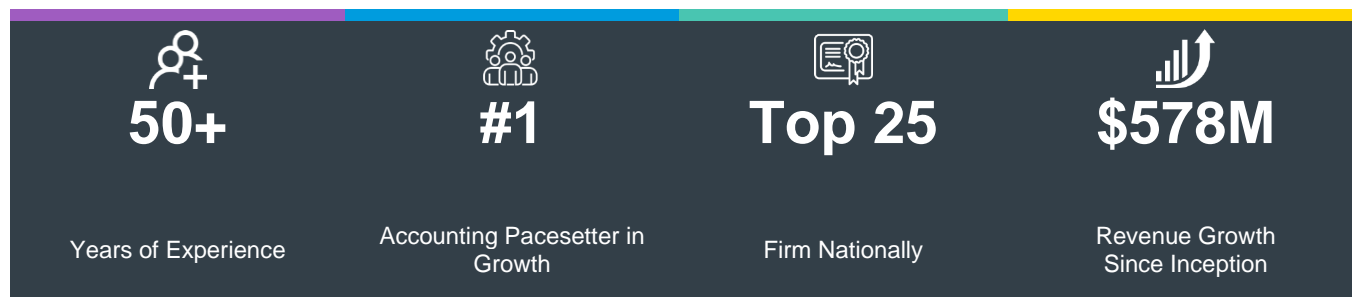 50+
Years of Experience
#1
Accounting Pacesetter in
Growth
Top 25
Firm Nationally
$578M
Revenue Growth
Since Inception